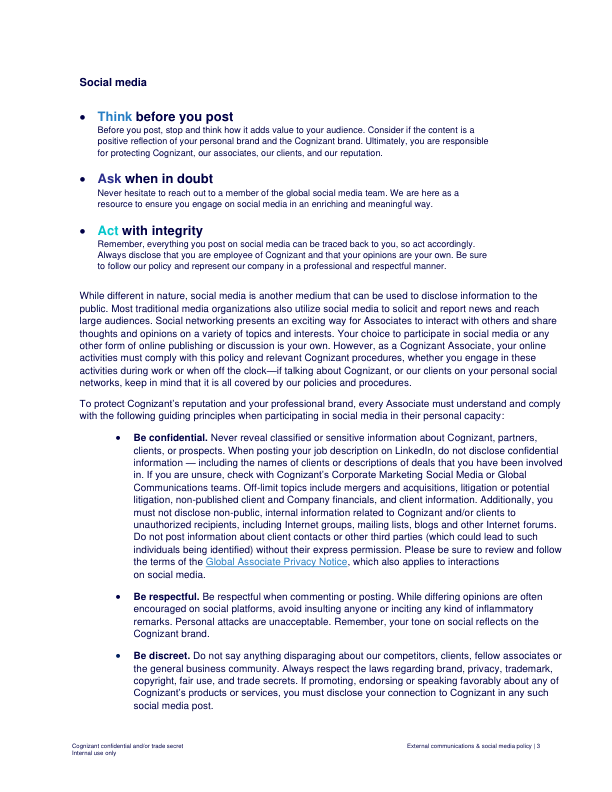 Social media
• Think before you post
Before you post, stop and think how it adds value to your audience. Consider if the content is a
positive reflection of your personal brand and the Cognizant brand. Ultimately, you are responsible
for protecting Cognizant, our associates, our clients, and our reputation.
• Ask when in doubt
Never hesitate to reach out to a member of the global social media team. We are here as a
resource to ensure you engage on social media in an enriching and meaningful way.
• Act with integrity
Remember, everything you post on social media can be traced back to you, so act accordingly.
Always disclose that you are employee of Cognizant and that your opinions are your own. Be sure
to follow our policy and represent our company in a professional and respectful manner.
While different in nature, social media is another medium that can be used to disclose information to the
public. Most traditional media organizations also utilize social media to solicit and report news and reach
large audiences. Social networking presents an exciting way for Associates to interact with others and share
thoughts and opinions on a variety of topics and interests. Your choice to participate in social media or any
other form of online publishing or discussion is your own. However, as a Cognizant Associate, your online
activities must comply with this policy and relevant Cognizant procedures, whether you engage in these
activities during work or when off the clock—if talking about Cognizant, or our clients on your personal social
networks, keep in mind that it is all covered by our policies and procedures.
To protect Cognizant's reputation and your professional brand, every Associate must understand and comply
with the following guiding principles when participating in social media in their personal capacity:
• Be confidential. Never reveal classified or sensitive information about Cognizant, partners,
clients, or prospects. When posting your job description on LinkedIn, do not disclose confidential
information — including the names of clients or descriptions of deals that you have been involved
in. If you are unsure, check with Cognizant's Corporate Marketing Social Media or Global
Communications teams. Off-limit topics include mergers and acquisitions, litigation or potential
litigation, non-published client and Company financials, and client information. Additionally, you
must not disclose non-public, internal information related to Cognizant and/or clients to
unauthorized recipients, including Internet groups, mailing lists, blogs and other Internet forums.
Do not post information about client contacts or other third parties (which could lead to such
individuals being identified) without their express permission. Please be sure to review and follow
the terms of the Global Associate Privacy Notice, which also applies to interactions
on social media.
• Be respectful. Be respectful when commenting or posting. While differing opinions are often
encouraged on social platforms, avoid insulting anyone or inciting any kind of inflammatory
remarks. Personal attacks are unacceptable. Remember, your tone on social reflects on the
Cognizant brand.
• Be discreet. Do not say anything disparaging about our competitors, clients, fellow associates or
the general business community. Always respect the laws regarding brand, privacy, trademark,
copyright, fair use, and trade secrets. If promoting, endorsing or speaking favorably about any of
Cognizant's products or services, you must disclose your connection to Cognizant in any such
social media post.
Cognizant confidential and/or trade secret
Internal use only
External communications & social media policy | 3